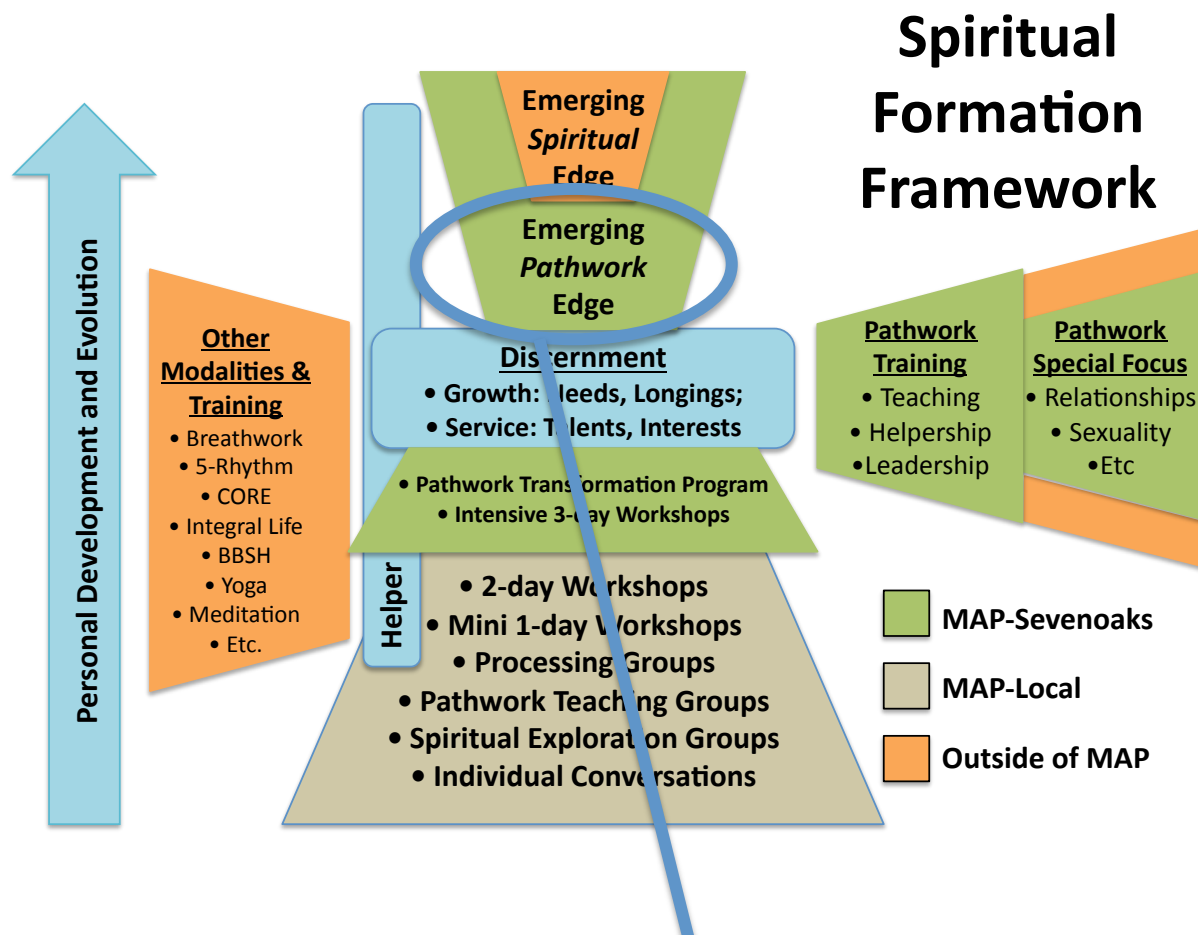 Spiritual
Formation
Framework
Emerging
Spiritual
Edge
Emerging
Pathwork
Edge
Personal Development and Evolution
Other
Modalities &
Training
• Breathwork
• 5-Rhythm
• CORE
• Integral Life
• BBSH
• Yoga
• Meditation
• Etc.
Helper
Discernment
• Growth: Needs, Longings;
• Service: Talents, Interests
• Pathwork Transformation Program
• Intensive 3-day Workshops
• 2-day Workshops
• Mini 1-day Workshops
• Processing Groups
• Pathwork Teaching Groups
• Spiritual Exploration Groups
• Individual Conversations
Pathwork
Training
• Teaching
• Helpership
•Leadership
Pathwork
Special Focus
• Relationships
• Sexuality
•Etc
MAP-Sevenoaks
MAP-Local
Outside of MAP